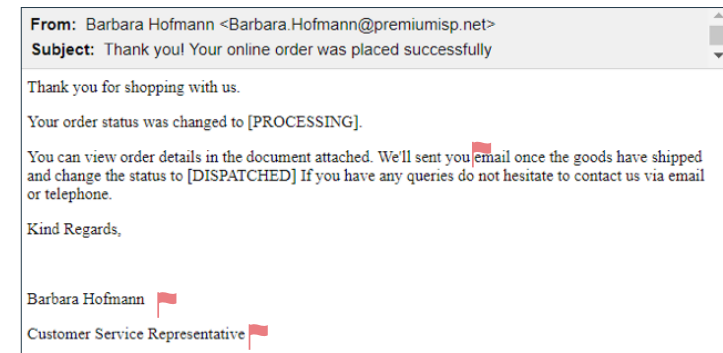 From: Barbara Hofmann <Barbara.Hofmann@premiumisp.net>
Subject: Thank you! Your online order was placed successfully
Thank you for shopping with us.
Your order status was changed to [PROCESSING].
You can view order details in the document attached. We'll sent you email once the goods have shipped
and change the status to [DISPATCHED] If you have any queries do not hesitate to contact us via email
or telephone.
Kind Regards,
Barbara Hofmann
Customer Service Representative